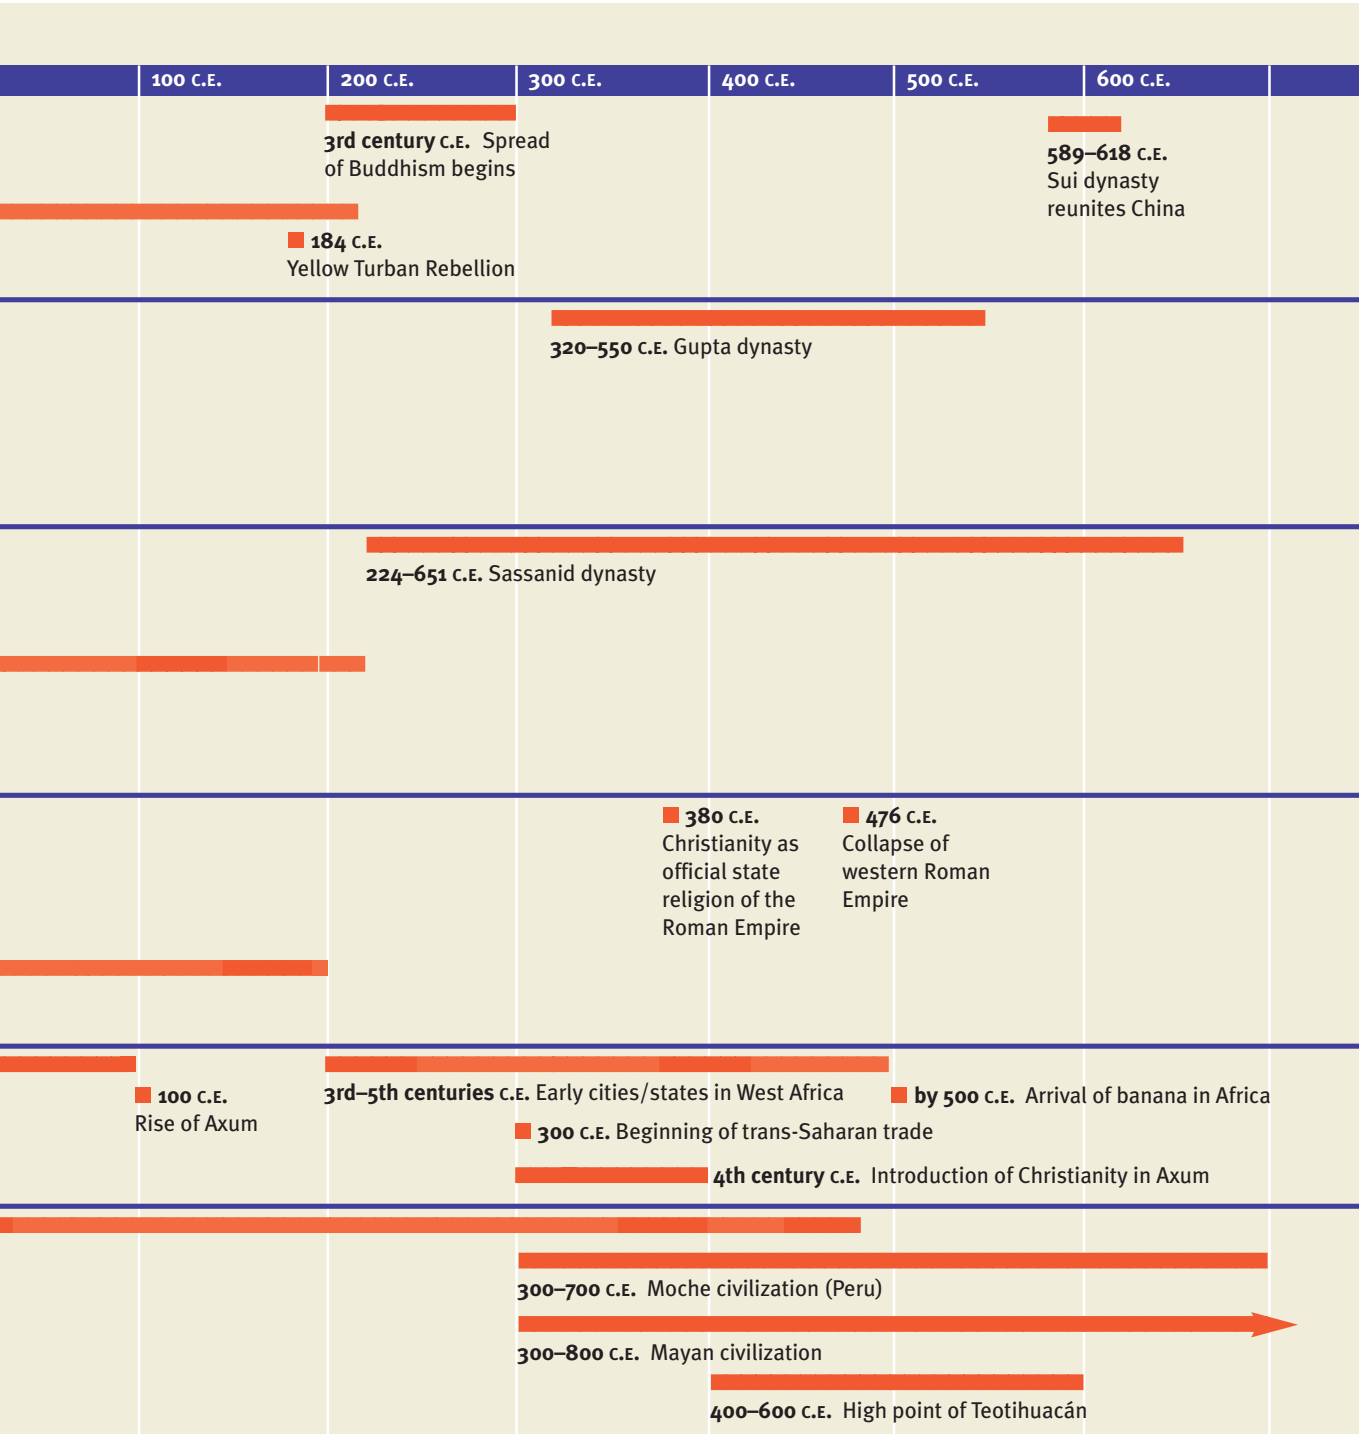 100 C.E. 200 C.E. 300 C.E. 400 C.E. 500 C.E. 600 C.E.
3rd century C.E. Spread
of Buddhism begins
589–618 C.E.
Sui dynasty
reunites China
184 C.E.
Yellow Turban Rebellion
320–550 C.E. Gupta dynasty
224–651 C.E. Sassanid dynasty
380 C.E.
Christianity as
official state
religion of the
Roman Empire
476 C.E.
Collapse of
western Roman
Empire
100 C.E.
Rise of Axum
3rd–5th centuries C.E. Early cities/states in West Africa
by 500 C.E. Arrival of banana in Africa
300 C.E. Beginning of trans-Saharan trade
4th century C.E. Introduction of Christianity in Axum
300–700 C.E. Moche civilization (Peru)
300–800 C.E. Mayan civilization
400–600 C.E. High point of Teotihuacán